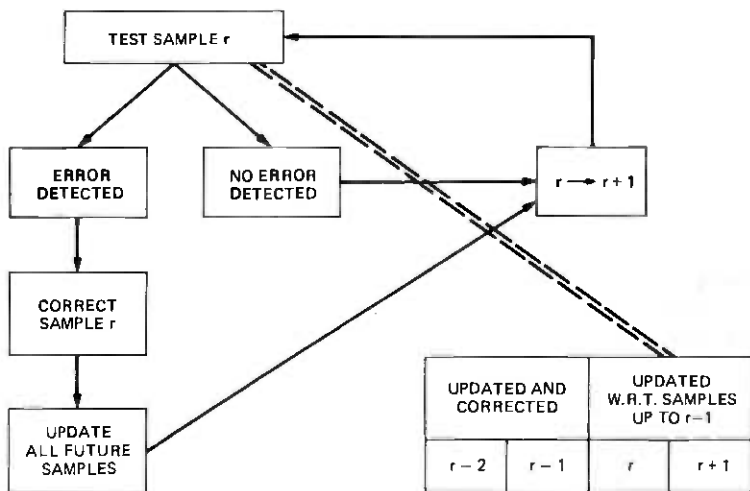 TEST SAMPLE r
ERROR
DETECTED
NO ERROR
DETECTED
r → r + 1
CORRECT
SAMPLE r
UPDATE
ALL FUTURE
SAMPLES
UPDATED AND
CORRECTED
UPDATED
W.R.T. SAMPLES
UP TO r−1
r − 2
r − 1
r
r + 1